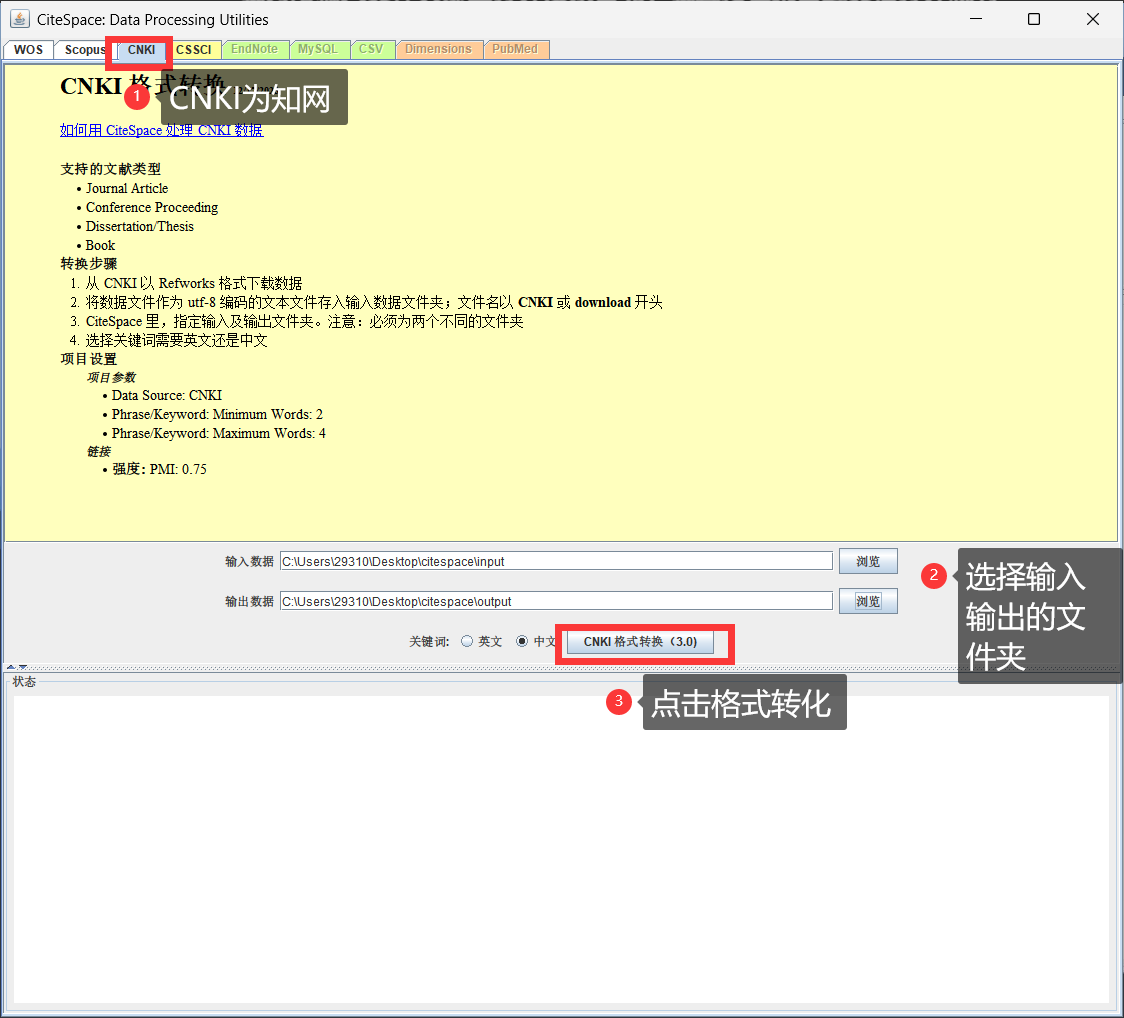 CiteSpace: Data Processing Utilities
WOS Scopus CNKI CSSCI EndNote MySQL CSV Dimensions PubMed
CNKI 格式转换
1 CNKI为知网
如何用 CiteSpace 处理 CNKI 数据
支持的文献类型
• Journal Article
• Conference Proceeding
• Dissertation/Thesis
• Book
转换步骤
1. 从 CNKI 以 Refworks 格式下载数据
2. 将数据文件作为 utf-8 编码的文本文件存入输入数据文件夹；文件名以 CNKI 或 download 开头
3. CiteSpace 里，指定输入及输出文件夹。注意：必须为两个不同的文件夹
4. 选择关键词需要英文还是中文
项目设置
项目参数
• Data Source: CNKI
• Phrase/Keyword: Minimum Words: 2
• Phrase/Keyword: Maximum Words: 4
链接
• 强度: PMI: 0.75
输入数据 C:\Users\29310\Desktop\citespace\input 浏览
输出数据 C:\Users\29310\Desktop\citespace\output 浏览
2 选择输入
输出的文
件夹
关键词: 英文 中文 CNKI 格式转换（3.0）
状态
3 点击格式转化